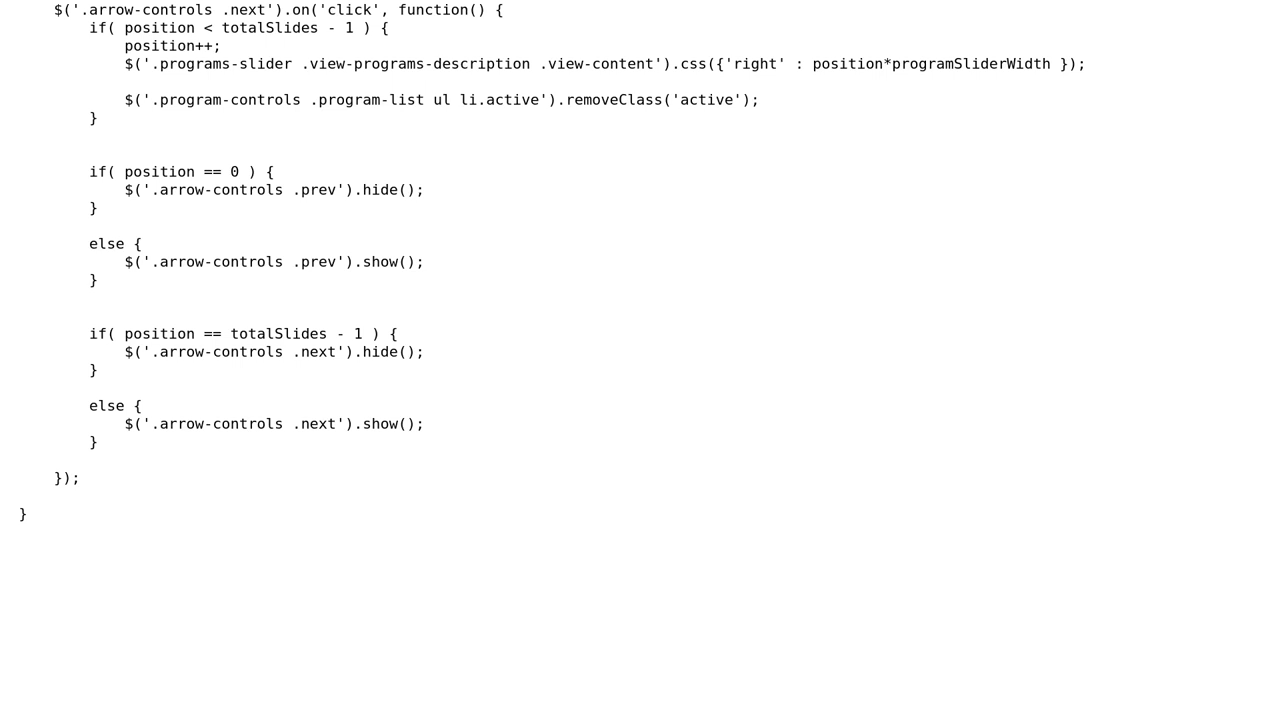 $('.arrow-controls .next').on('click', function() {
        if( position < totalSlides - 1 ) {
            position++;
            $('.programs-slider .view-programs-description .view-content').css({'right' : position*programSliderWidth });

            $('.program-controls .program-list ul li.active').removeClass('active');
        }


        if( position == 0 ) {
            $('.arrow-controls .prev').hide();
        }

        else {
            $('.arrow-controls .prev').show();
        }


        if( position == totalSlides - 1 ) {
            $('.arrow-controls .next').hide();
        }

        else {
            $('.arrow-controls .next').show();
        }

    });

}